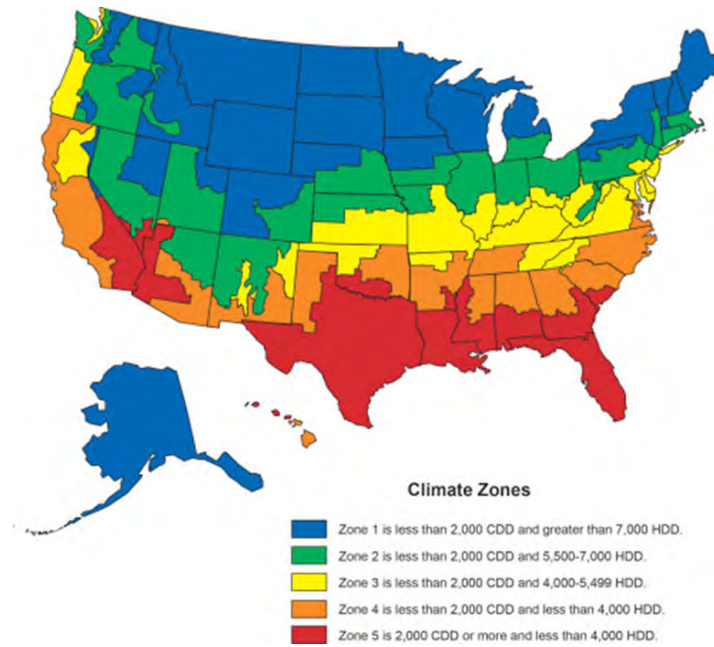 Climate Zones
Zone 1 is less than 2,000 CDD and greater than 7,000 HDD.
Zone 2 is less than 2,000 CDD and 5,500-7,000 HDD.
Zone 3 is less than 2,000 CDD and 4,000-5,499 HDD.
Zone 4 is less than 2,000 CDD and less than 4,000 HDD.
Zone 5 is 2,000 CDD or more and less than 4,000 HDD.